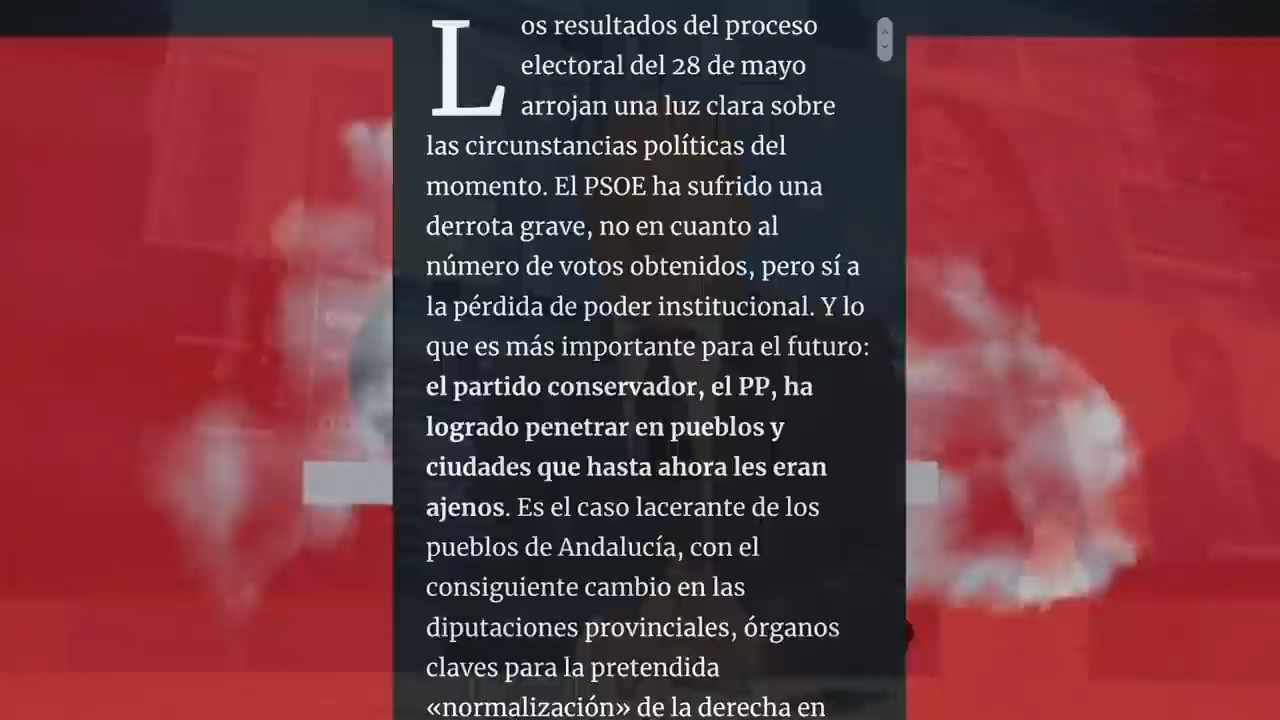 Los resultados del proceso
electoral del 28 de mayo
arrojan una luz clara sobre
las circunstancias políticas del
momento. El PSOE ha sufrido una
derrota grave, no en cuanto al
número de votos obtenidos, pero sí a
la pérdida de poder institucional. Y lo
que es más importante para el futuro:
el partido conservador, el PP, ha
logrado penetrar en pueblos y
ciudades que hasta ahora les eran
ajenos. Es el caso lacerante de los
pueblos de Andalucía, con el
consiguiente cambio en las
diputaciones provinciales, órganos
claves para la pretendida
«normalización» de la derecha en